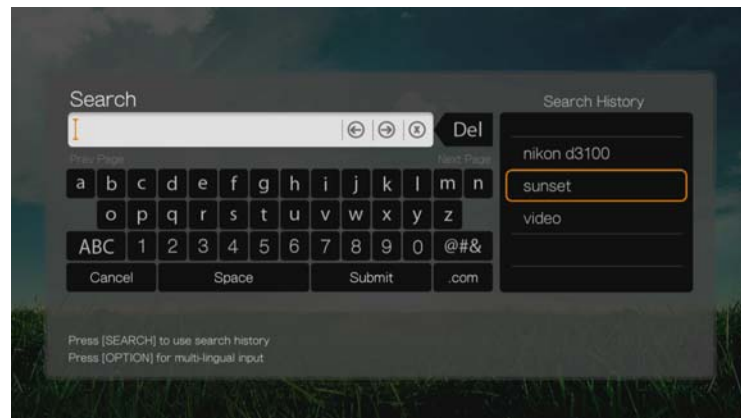 Search
Search History
Del
Prev Page
Next Page
nikon d3100
sunset
video
a b c d e f g h i j k l m n
o p q r s t u v w x y z
ABC 1 2 3 4 5 6 7 8 9 0 @#&
Cancel Space Submit .com
Press [SEARCH] to use search history
Press [OPTION] for multi-lingual input